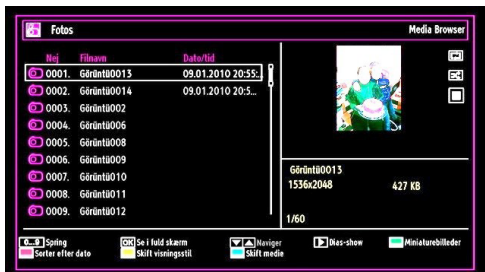 Fotos
Media Browser
Nej Filnavn Dato/tid
0001. Görüntü0013 09.01.2010 20:55:..
0002. Görüntü0014 09.01.2010 20:5...
0003. Görüntü002
0004. Görüntü006
0005. Görüntü008
0006. Görüntü009
0007. Görüntü010
0008. Görüntü011
0009. Görüntü012
Görüntü0013
1536x2048 427 KB
1/60
0...9 Spring OK Se i fuld skærm Naviger Dias-show Miniaturebilleder
Sorter efter dato Skift visningsstil Skift medie